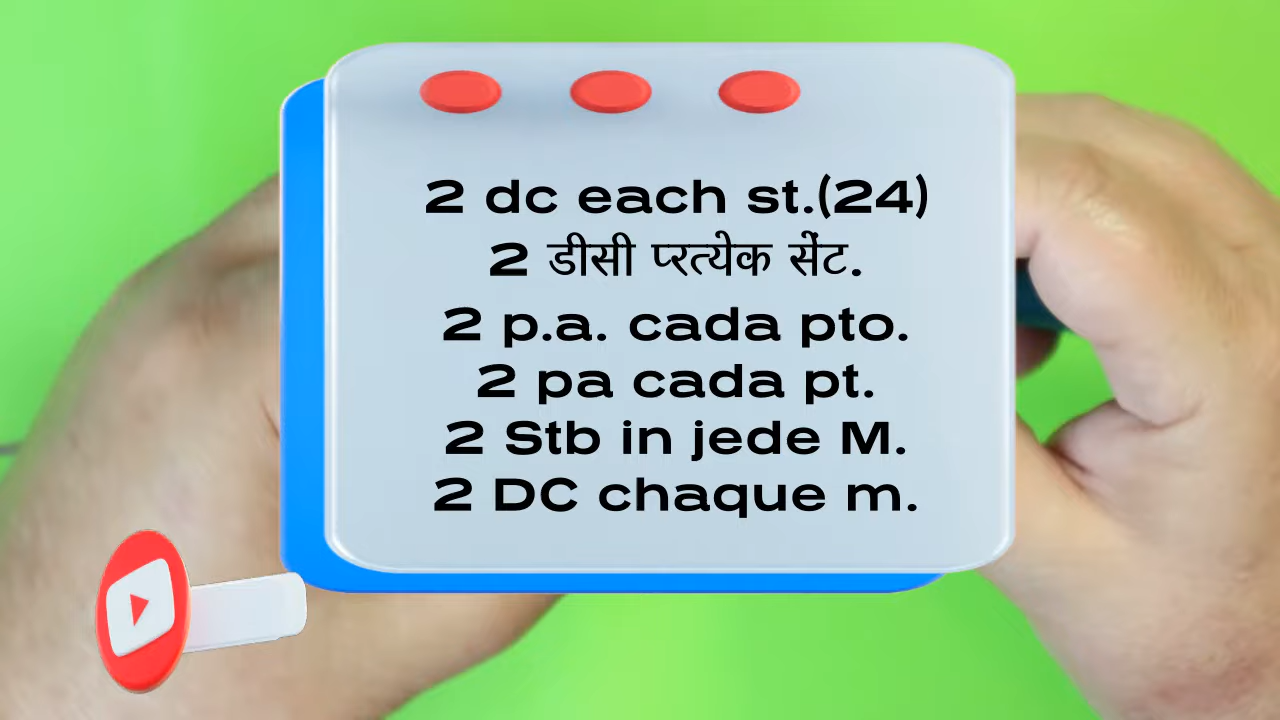 2 dc each st.(24)
2 डीसी प्रत्येक सेंट.
2 p.a. cada pto.
2 pa cada pt.
2 Stb in jede M.
2 DC chaque m.